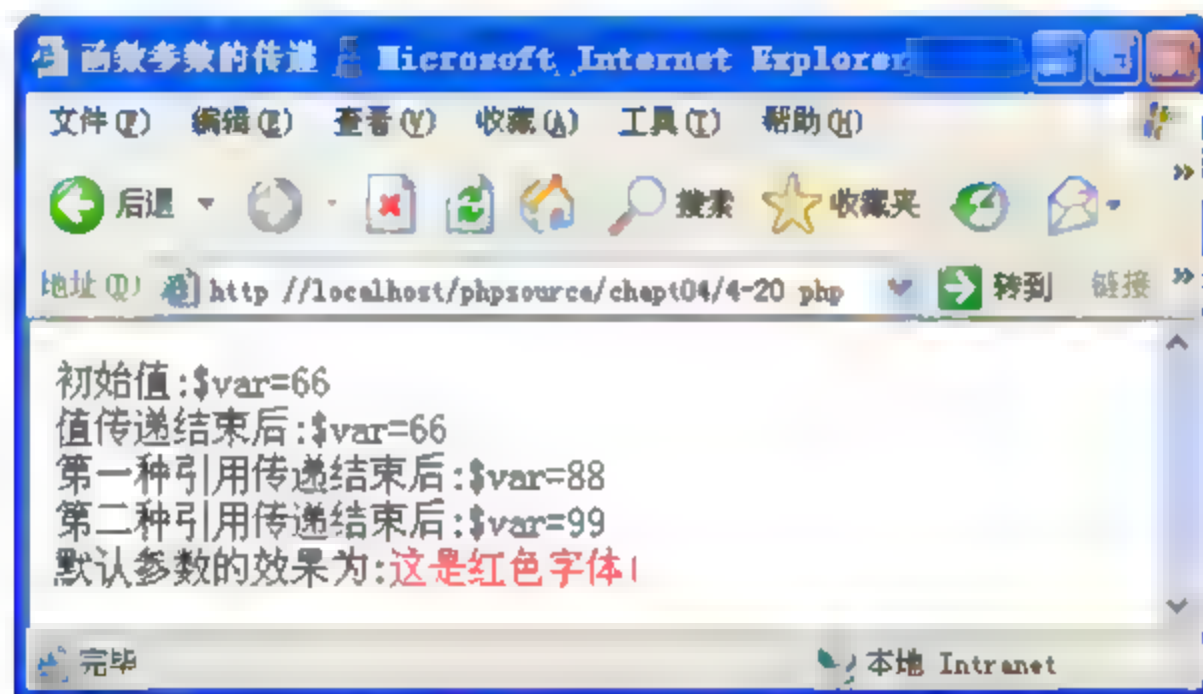 函数参数的传递 - Microsoft Internet Explorer
文件(F) 编辑(E) 查看(V) 收藏(A) 工具(T) 帮助(H)
后退 搜索 收藏夹
地址(D) http //localhost/phpsource/chapt04/4-20 php 转到 链接
初始值:$var=66
值传递结束后:$var=66
第一种引用传递结束后:$var=88
第二种引用传递结束后:$var=99
默认参数的效果为:这是红色字体!
完毕 本地 Intranet